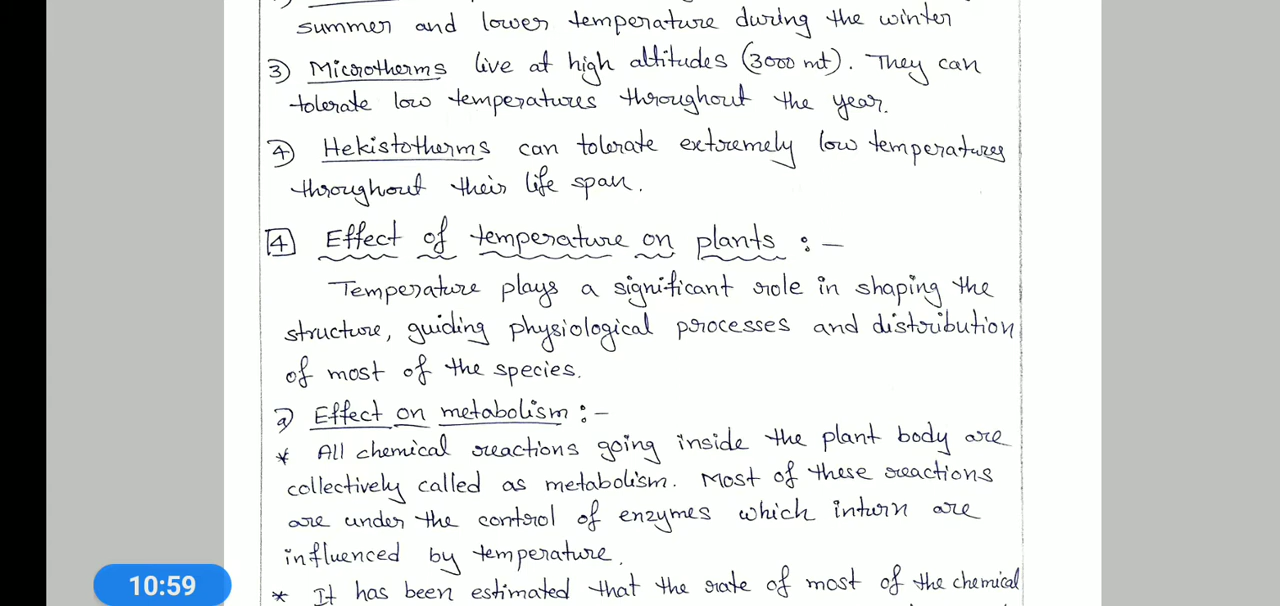 summer and lower temperature during the winter
3) Microtherms live at high altitudes (3000 mt). They can
tolerate low temperatures throughout the year.
4) Hekistotherms can tolerate extremely low temperatures
throughout their life span.
4 Effect of temperature on plants :-
Temperature plays a significant role in shaping the
structure, guiding physiological processes and distribution
of most of the species.
a) Effect on metabolism :-
* All chemical reactions going inside the plant body are
collectively called as metabolism. Most of these reactions
are under the control of enzymes which inturn are
influenced by temperature.
* It has been estimated that the rate of most of the chemical
10:59